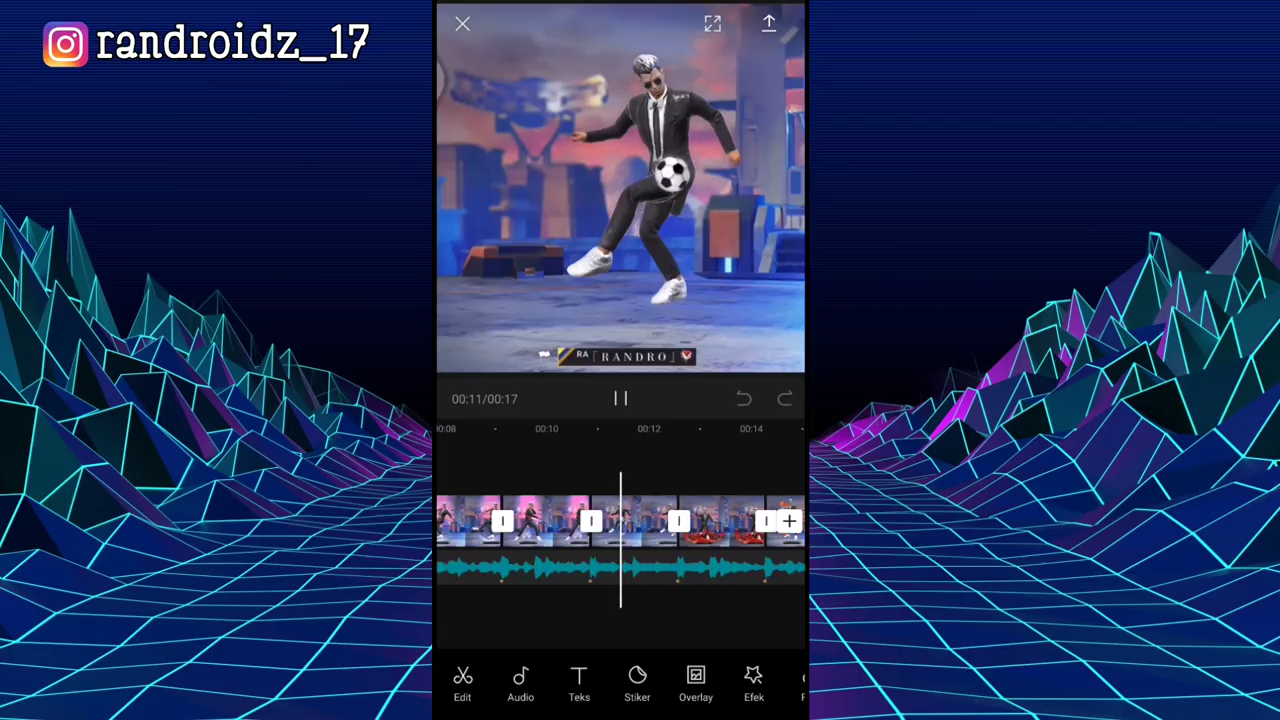 randroidz_17
RA [ RANDRO ]
00:11/00:17
00:08
00:10
00:12
00:14
Edit
Audio
Teks
Stiker
Overlay
Efek